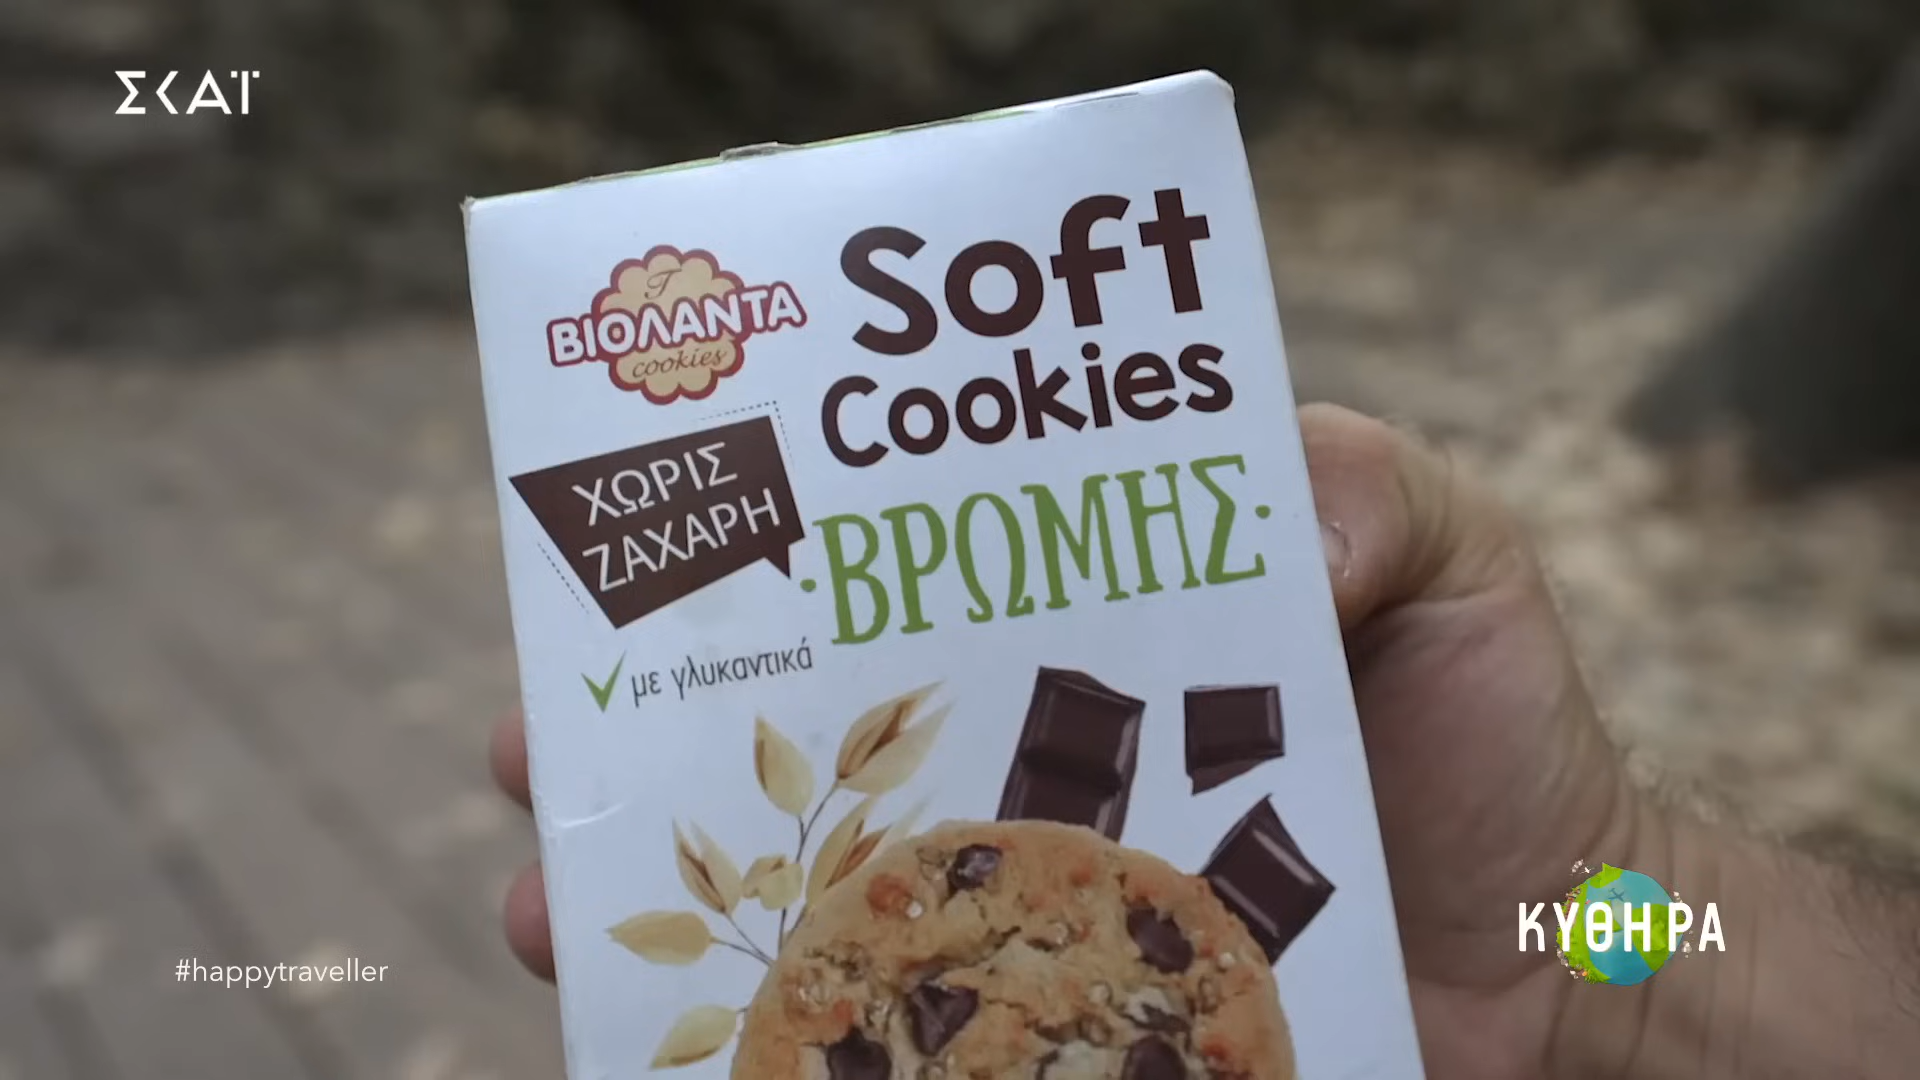 ΣΚΑΪ
Τ
ΒΙΟΛΑΝΤΑ
cookies
Soft
Cookies
ΧΩΡΙΣ
ΖΑΧΑΡΗ
·ΒΡΩΜΗΣ·
με γλυκαντικά
ΚΥΘΗΡΑ
#happytraveller